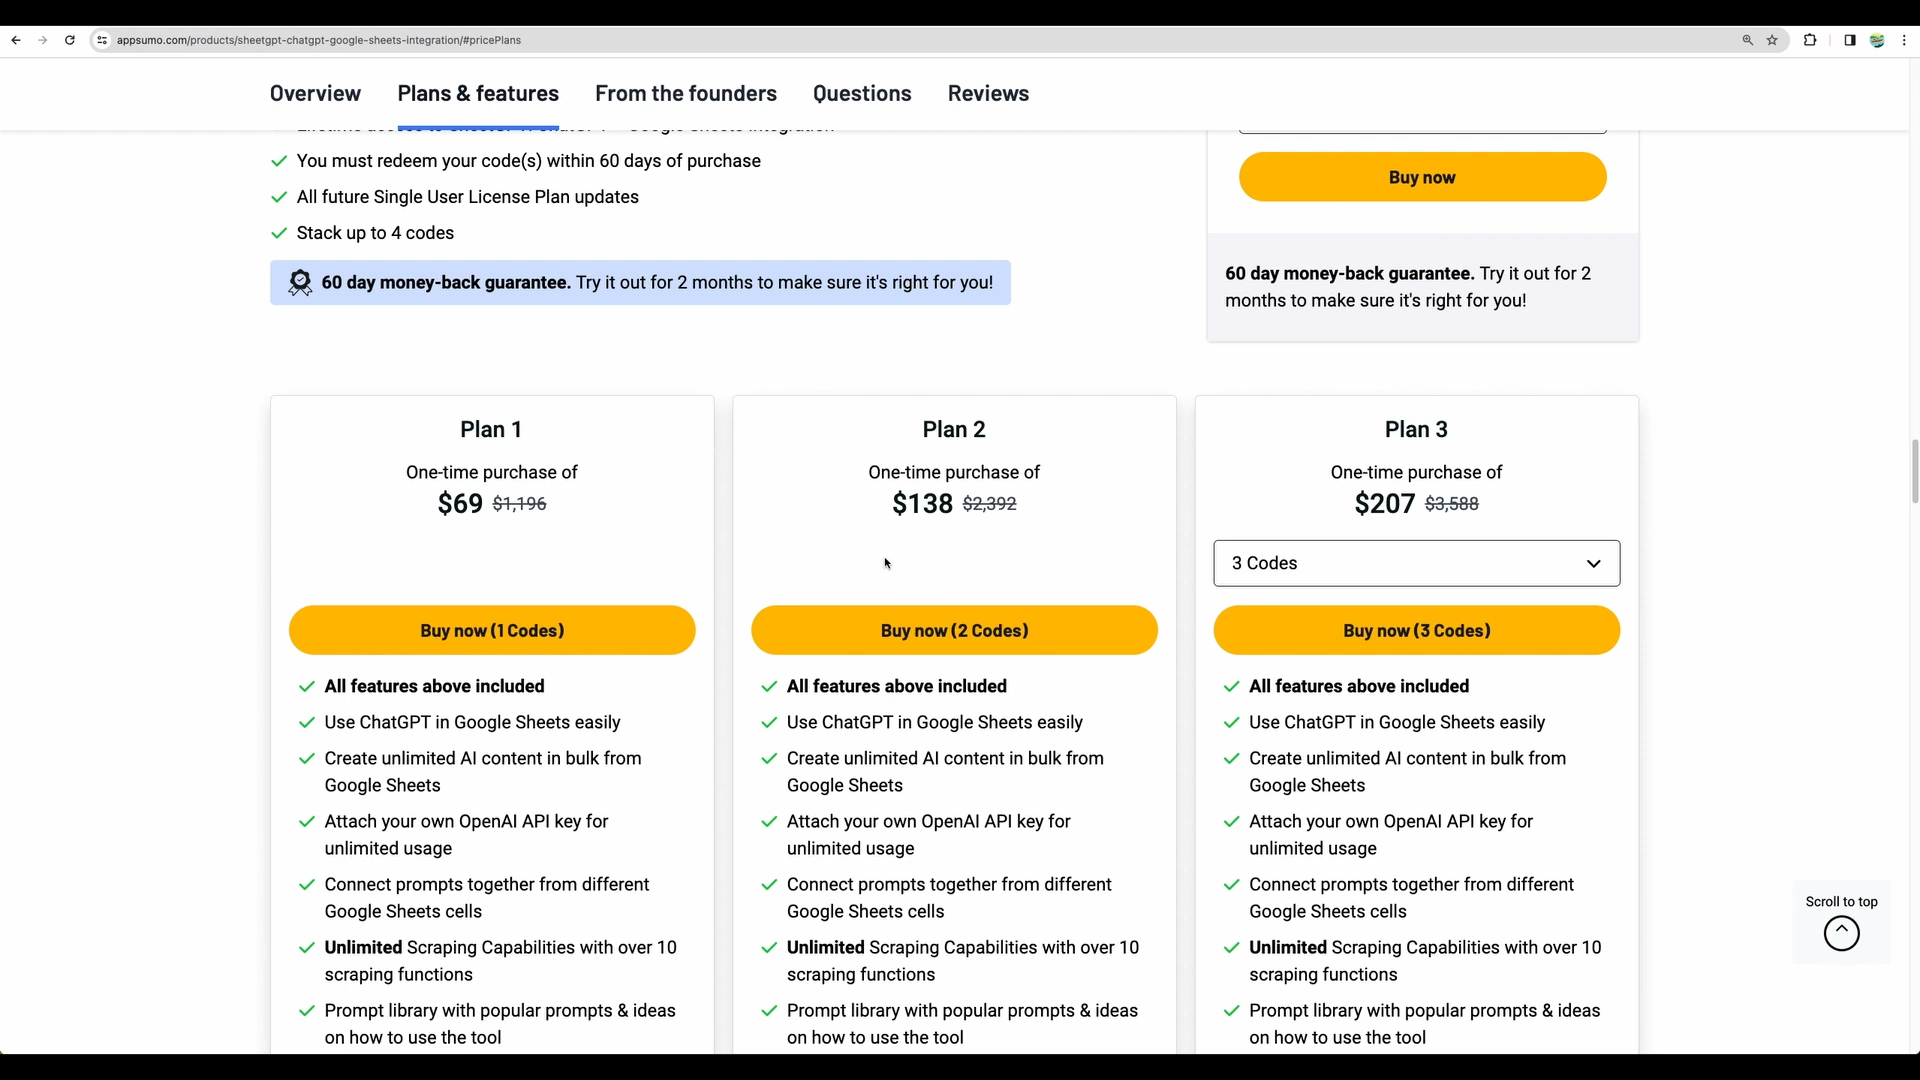 appsumo.com/products/sheetgpt-chatgpt-google-sheets-integration/#pricePlans
Overview
Plans & features
From the founders
Questions
Reviews
You must redeem your code(s) within 60 days of purchase
All future Single User License Plan updates
Stack up to 4 codes
60 day money-back guarantee. Try it out for 2 months to make sure it's right for you!
Buy now
60 day money-back guarantee. Try it out for 2
months to make sure it's right for you!
Plan 1
One-time purchase of
$69 $1,196
Buy now (1 Codes)
All features above included
Use ChatGPT in Google Sheets easily
Create unlimited AI content in bulk from
Google Sheets
Attach your own OpenAI API key for
unlimited usage
Connect prompts together from different
Google Sheets cells
Unlimited Scraping Capabilities with over 10
scraping functions
Prompt library with popular prompts & ideas
on how to use the tool
Plan 2
One-time purchase of
$138 $2,392
Buy now (2 Codes)
All features above included
Use ChatGPT in Google Sheets easily
Create unlimited AI content in bulk from
Google Sheets
Attach your own OpenAI API key for
unlimited usage
Connect prompts together from different
Google Sheets cells
Unlimited Scraping Capabilities with over 10
scraping functions
Prompt library with popular prompts & ideas
on how to use the tool
Plan 3
One-time purchase of
$207 $3,588
3 Codes
Buy now (3 Codes)
All features above included
Use ChatGPT in Google Sheets easily
Create unlimited AI content in bulk from
Google Sheets
Attach your own OpenAI API key for
unlimited usage
Connect prompts together from different
Google Sheets cells
Unlimited Scraping Capabilities with over 10
scraping functions
Prompt library with popular prompts & ideas
on how to use the tool
Scroll to top